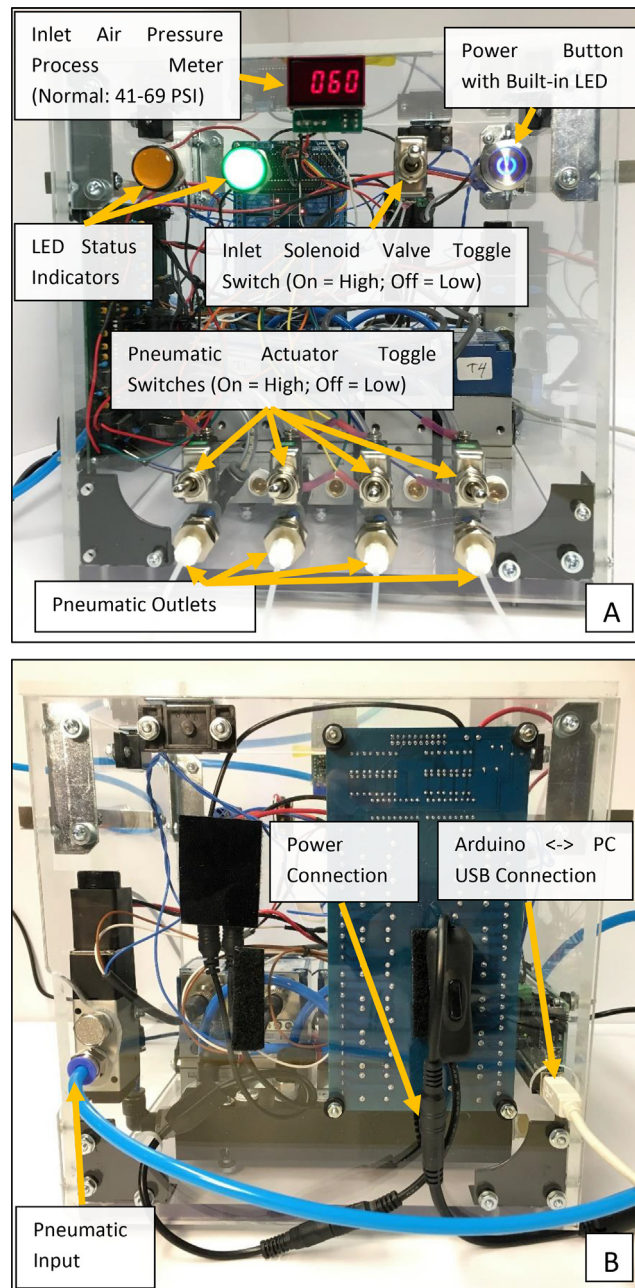 Inlet Air Pressure
Process Meter
(Normal: 41-69 PSI)
Power Button
with Built-in LED
060
LED Status
Indicators
Inlet Solenoid Valve Toggle
Switch (On = High; Off = Low)
Pneumatic Actuator Toggle
Switches (On = High; Off = Low)
T4
Pneumatic Outlets
A
Power
Connection
Arduino <-> PC
USB Connection
Pneumatic
Input
B